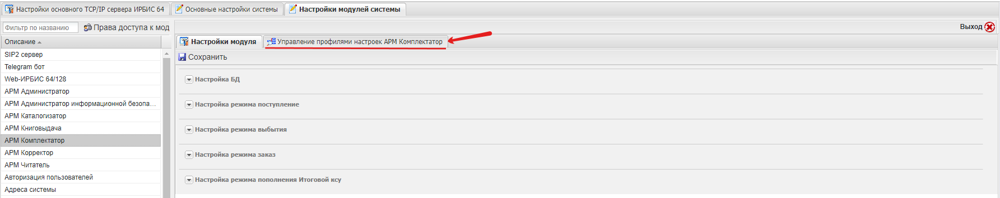 Настройки основного TCP/IP сервера ИРБИС 64
Основные настройки системы
Настройки модулей системы
Фильтр по названию
Права доступа к мод
Выход
Описание
Настройки модуля
Управление профилями настроек АРМ Комплектатор
Сохранить
SIP2 сервер
Telegram бот
Web-ИРБИС 64/128
АРМ Администратор
АРМ Администратор информационной безопа...
АРМ Каталогизатор
АРМ Книговыдача
АРМ Комплектатор
АРМ Корректор
АРМ Читатель
Авторизация пользователей
Адреса системы
Настройка БД
Настройка режима поступление
Настройка режима выбытия
Настройка режима заказ
Настройка режима пополнения Итоговой ксу